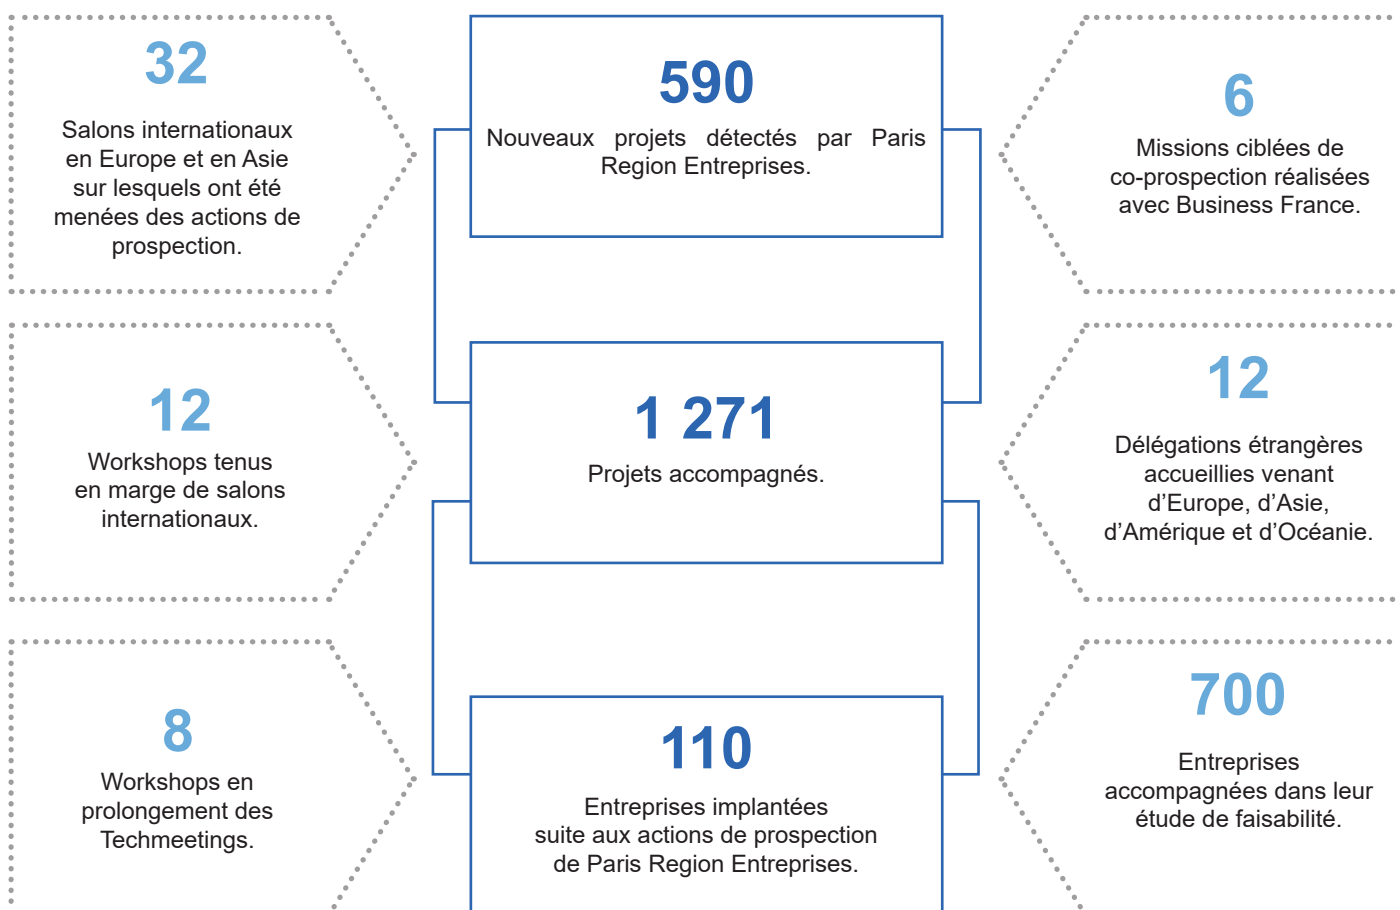 32
Salons internationaux
en Europe et en Asie
sur lesquels ont été
menées des actions de
prospection.
590
Nouveaux projets détectés par Paris
Region Entreprises.
6
Missions ciblées de
co-prospection réalisées
avec Business France.
12
Workshops tenus
en marge de salons
internationaux.
1 271
Projets accompagnés.
12
Délégations étrangères
accueillies venant
d’Europe, d’Asie,
d’Amérique et d’Océanie.
8
Workshops en
prolongement des
Techmeetings.
110
Entreprises implantées
suite aux actions de prospection
de Paris Region Entreprises.
700
Entreprises
accompagnées dans leur
étude de faisabilité.